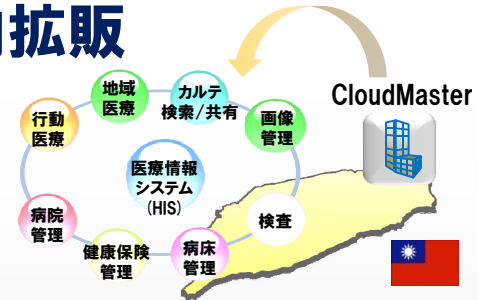 拡販
CloudMaster
地域
医療
カルテ
検索/共有
行動
医療
画像
管理
医療情報
システム
(HIS)
病院
管理
検査
健康保険
管理
病床
管理